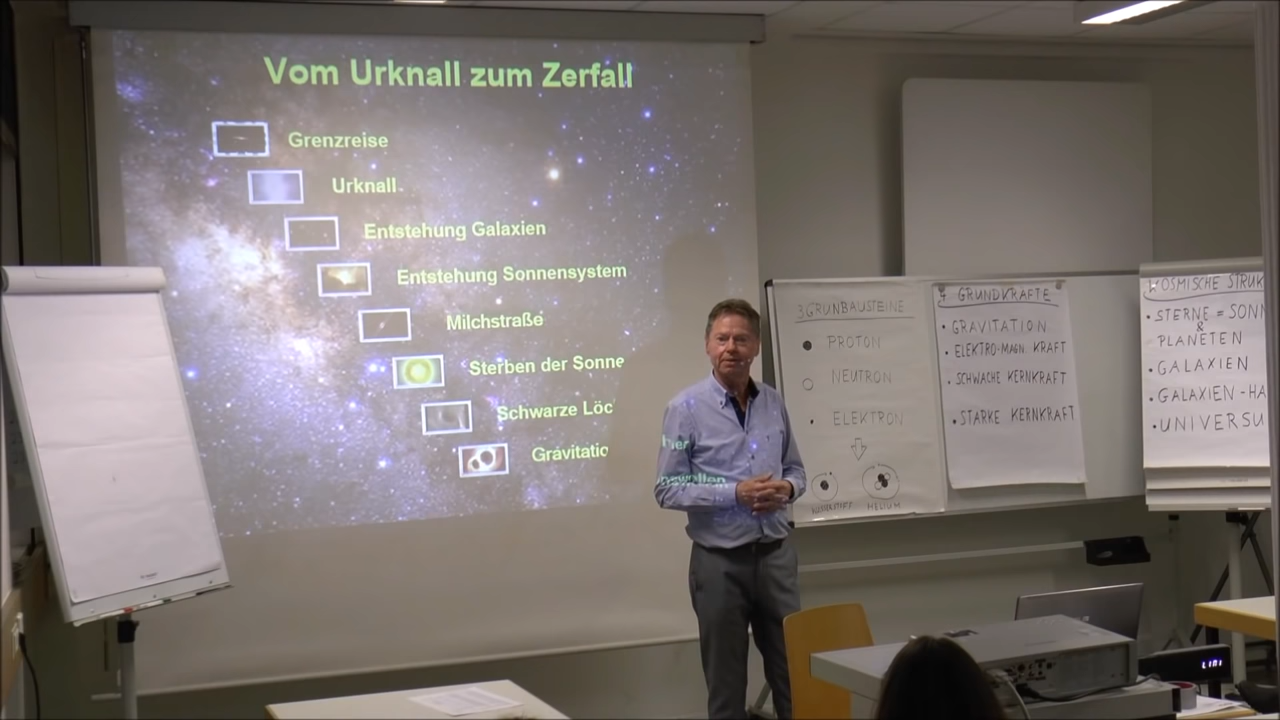 Vom Urknall zum Zerfall
Grenzreise
Urknall
Entstehung Galaxien
Entstehung Sonnensystem
Milchstraße
Sterben der Sonne
Schwarze Löc
Gravitatio
3 GRUNBAUSTEINE
PROTON
NEUTRON
ELEKTRON
HELIUM
4 GRUNDKRÄFTE
• GRAVITATION
• ELEKTRO-MAGN KRAFT
• SCHWACHE KERNKRAFT
• STARKE KERNKRAFT
KOSMISCHE STRUK
• STERNE = SONN
&
PLANETEN
• GALAXIEN
• GALAXIEN-HA
• UNIVERSU